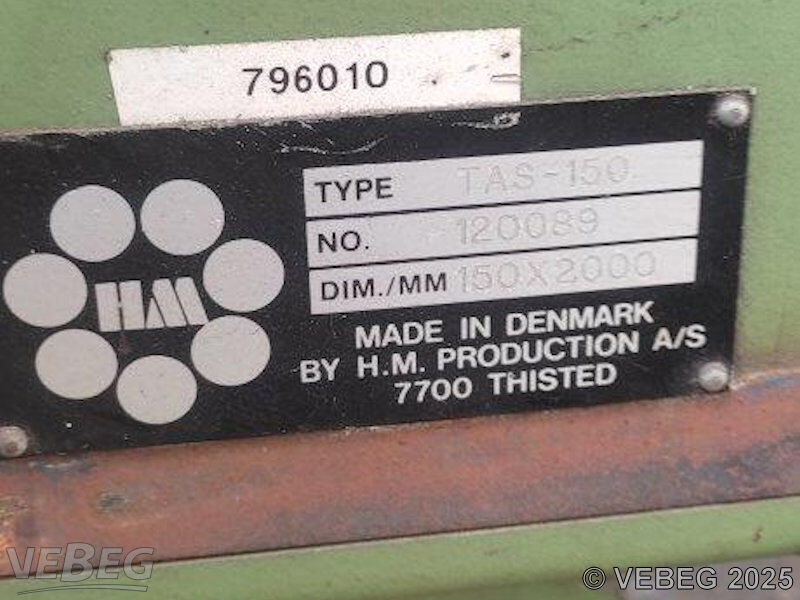 796010
TYPE TAS-150
NO. 120089
DIM./MM 150X2000
HM
MADE IN DENMARK
BY H.M. PRODUCTION A/S
7700 THISTED
VEBEG
© VEBEG 2025